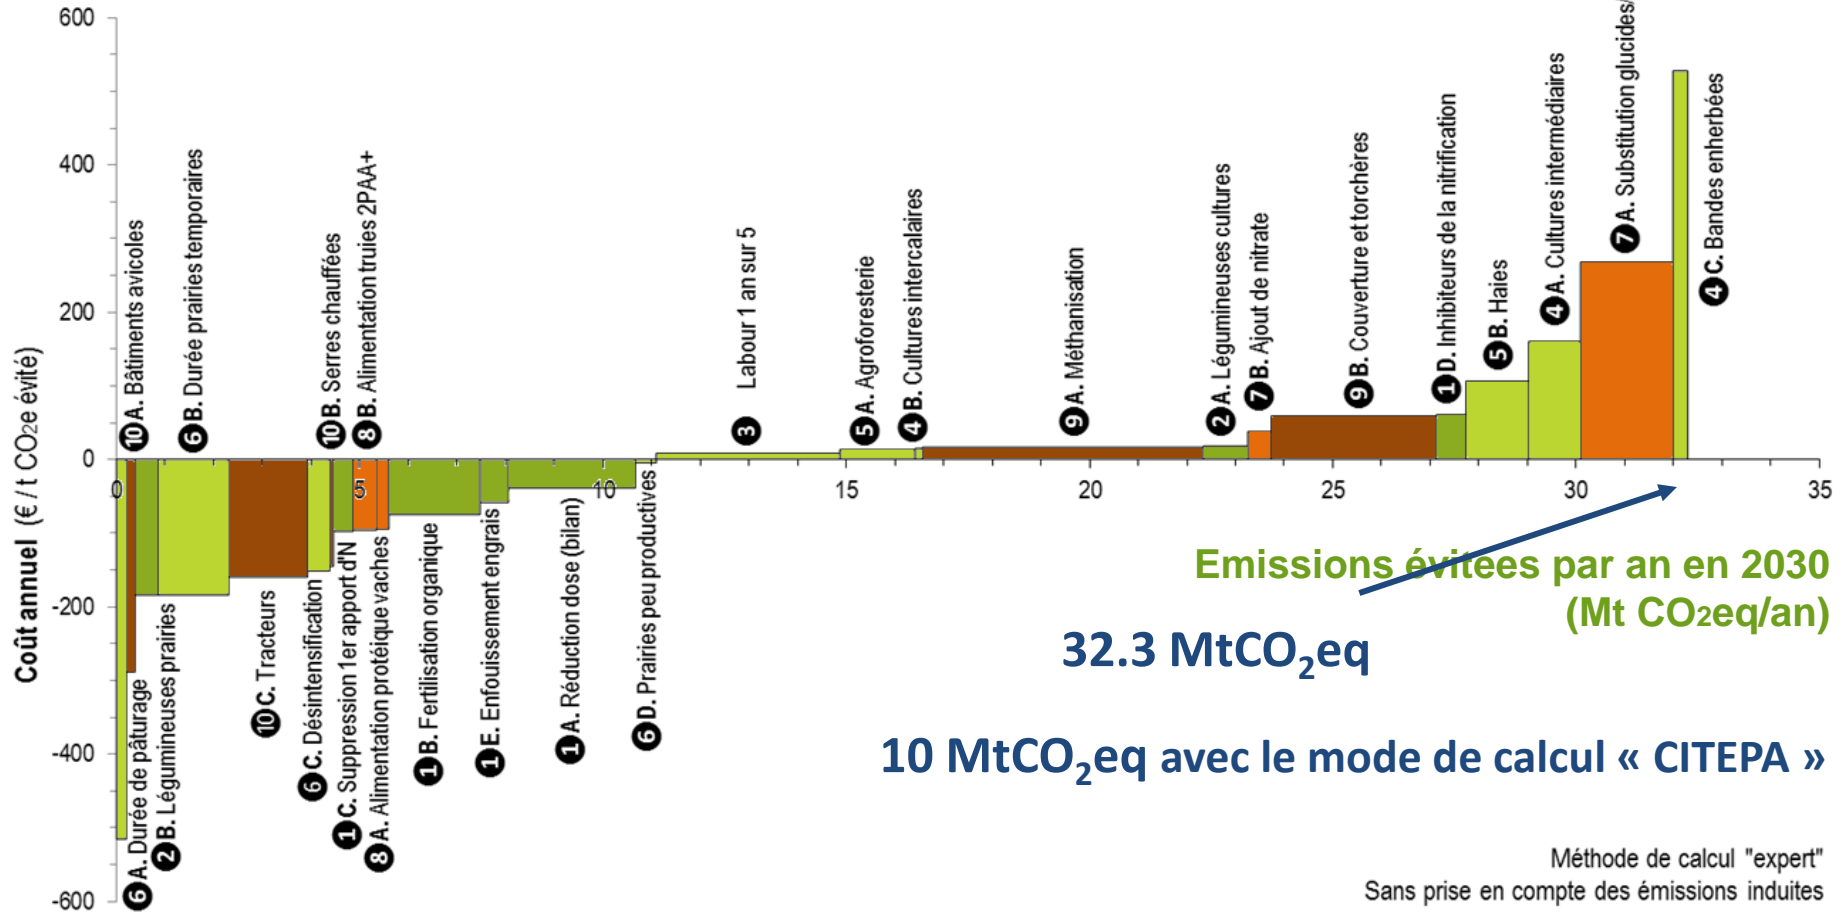 600
400
200
0
-200
-400
-600
Coût annuel (€ / t CO2e évité)
0
5
10
15
20
25
30
35
10 A. Bâtiments avicoles
6 B. Durée prairies temporaires
10 B. Serres chauffées
8 B. Alimentation truies 2PAA+
3 Labour 1 an sur 5
5 A. Agroforesterie
4 B. Cultures intercalaires
9 A. Méthanisation
2 A. Légumineuses cultures
7 B. Ajout de nitrate
9 B. Couverture et torchères
1 D. Inhibiteurs de la nitrification
5 B. Haies
4 A. Cultures intermédiaires
7 A. Substitution glucides/
4 C. Bandes enherbées
6 A. Durée de pâturage
2 B. Légumineuses prairies
10 C. Tracteurs
6 C. Désintensification
1 C. Suppression 1er apport d'N
8 A. Alimentation protéique vaches
1 B. Fertilisation organique
1 E. Enfouissement engrais
1 A. Réduction dose (bilan)
6 D. Prairies peu productives
Emissions évitées par an en 2030
(Mt CO2eq/an)
32.3 MtCO2eq
10 MtCO2eq avec le mode de calcul « CITEPA »
Méthode de calcul "expert"
Sans prise en compte des émissions induites